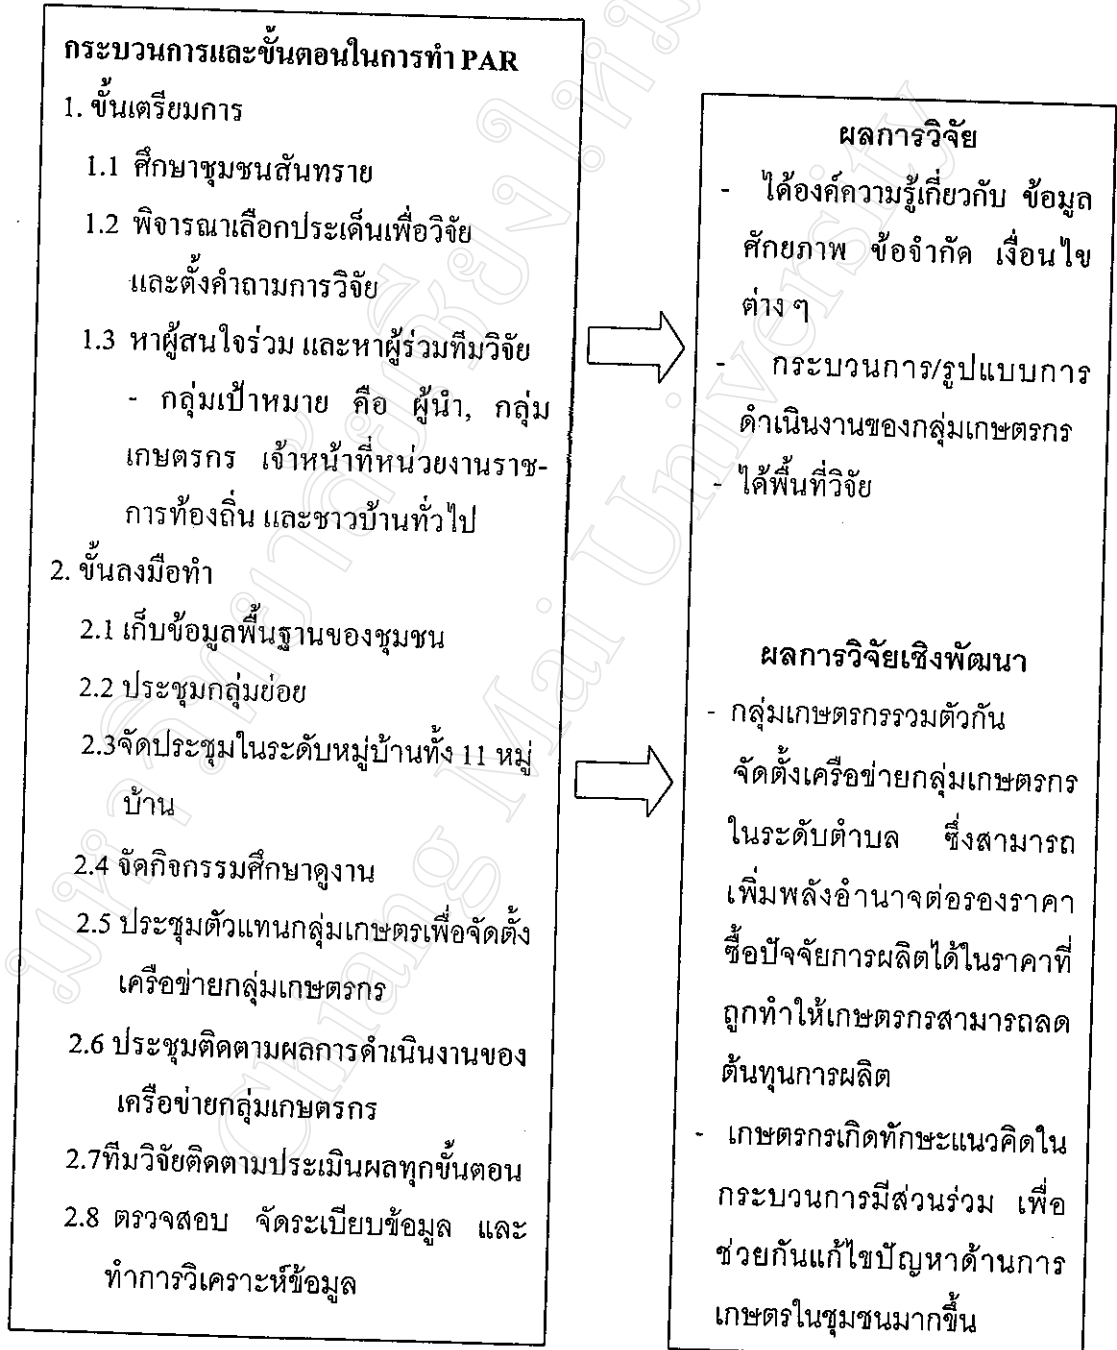 กระบวนการและขั้นตอนในการทำ PAR
1. ขั้นเตรียมการ
1.1 ศึกษาชุมชนสันทราย
1.2 พิจารณาเลือกประเด็นเพื่อวิจัย
และตั้งคำถามการวิจัย
1.3 หาผู้สนใจร่วม และหาผู้ร่วมทีมวิจัย
- กลุ่มเป้าหมาย คือ ผู้นำ, กลุ่ม
เกษตรกร เจ้าหน้าที่หน่วยงานราช-
การท้องถิ่น และชาวบ้านทั่วไป
2. ขั้นลงมือทำ
2.1 เก็บข้อมูลพื้นฐานของชุมชน
2.2 ประชุมกลุ่มย่อย
2.3จัดประชุมในระดับหมู่บ้านทั้ง 11 หมู่
บ้าน
2.4 จัดกิจกรรมศึกษาดูงาน
2.5 ประชุมตัวแทนกลุ่มเกษตรเพื่อจัดตั้ง
เครือข่ายกลุ่มเกษตรกร
2.6 ประชุมติดตามผลการดำเนินงานของ
เครือข่ายกลุ่มเกษตรกร
2.7ทีมวิจัยติดตามประเมินผลทุกขั้นตอน
2.8 ตรวจสอบ จัดระเบียบข้อมูล และ
ทำการวิเคราะห์ข้อมูล
ผลการวิจัย
- ได้องค์ความรู้เกี่ยวกับ ข้อมูล
ศักยภาพ ข้อจำกัด เงื่อนไข
ต่าง ๆ
- กระบวนการ/รูปแบบการ
ดำเนินงานของกลุ่มเกษตรกร
- ได้พื้นที่วิจัย
ผลการวิจัยเชิงพัฒนา
- กลุ่มเกษตรกรรวมตัวกัน
จัดตั้งเครือข่ายกลุ่มเกษตรกร
ในระดับตำบล ซึ่งสามารถ
เพิ่มพลังอำนาจต่อรองราคา
ซื้อปัจจัยการผลิตได้ในราคาที่
ถูกทำให้เกษตรกรสามารถลด
ต้นทุนการผลิต
- เกษตรกรเกิดทักษะแนวคิดใน
กระบวนการมีส่วนร่วม เพื่อ
ช่วยกันแก้ไขปัญหาด้านการ
เกษตรในชุมชนมากขึ้น
มหาวิทยาลัยเชียงใหม่
Chiang Mai University